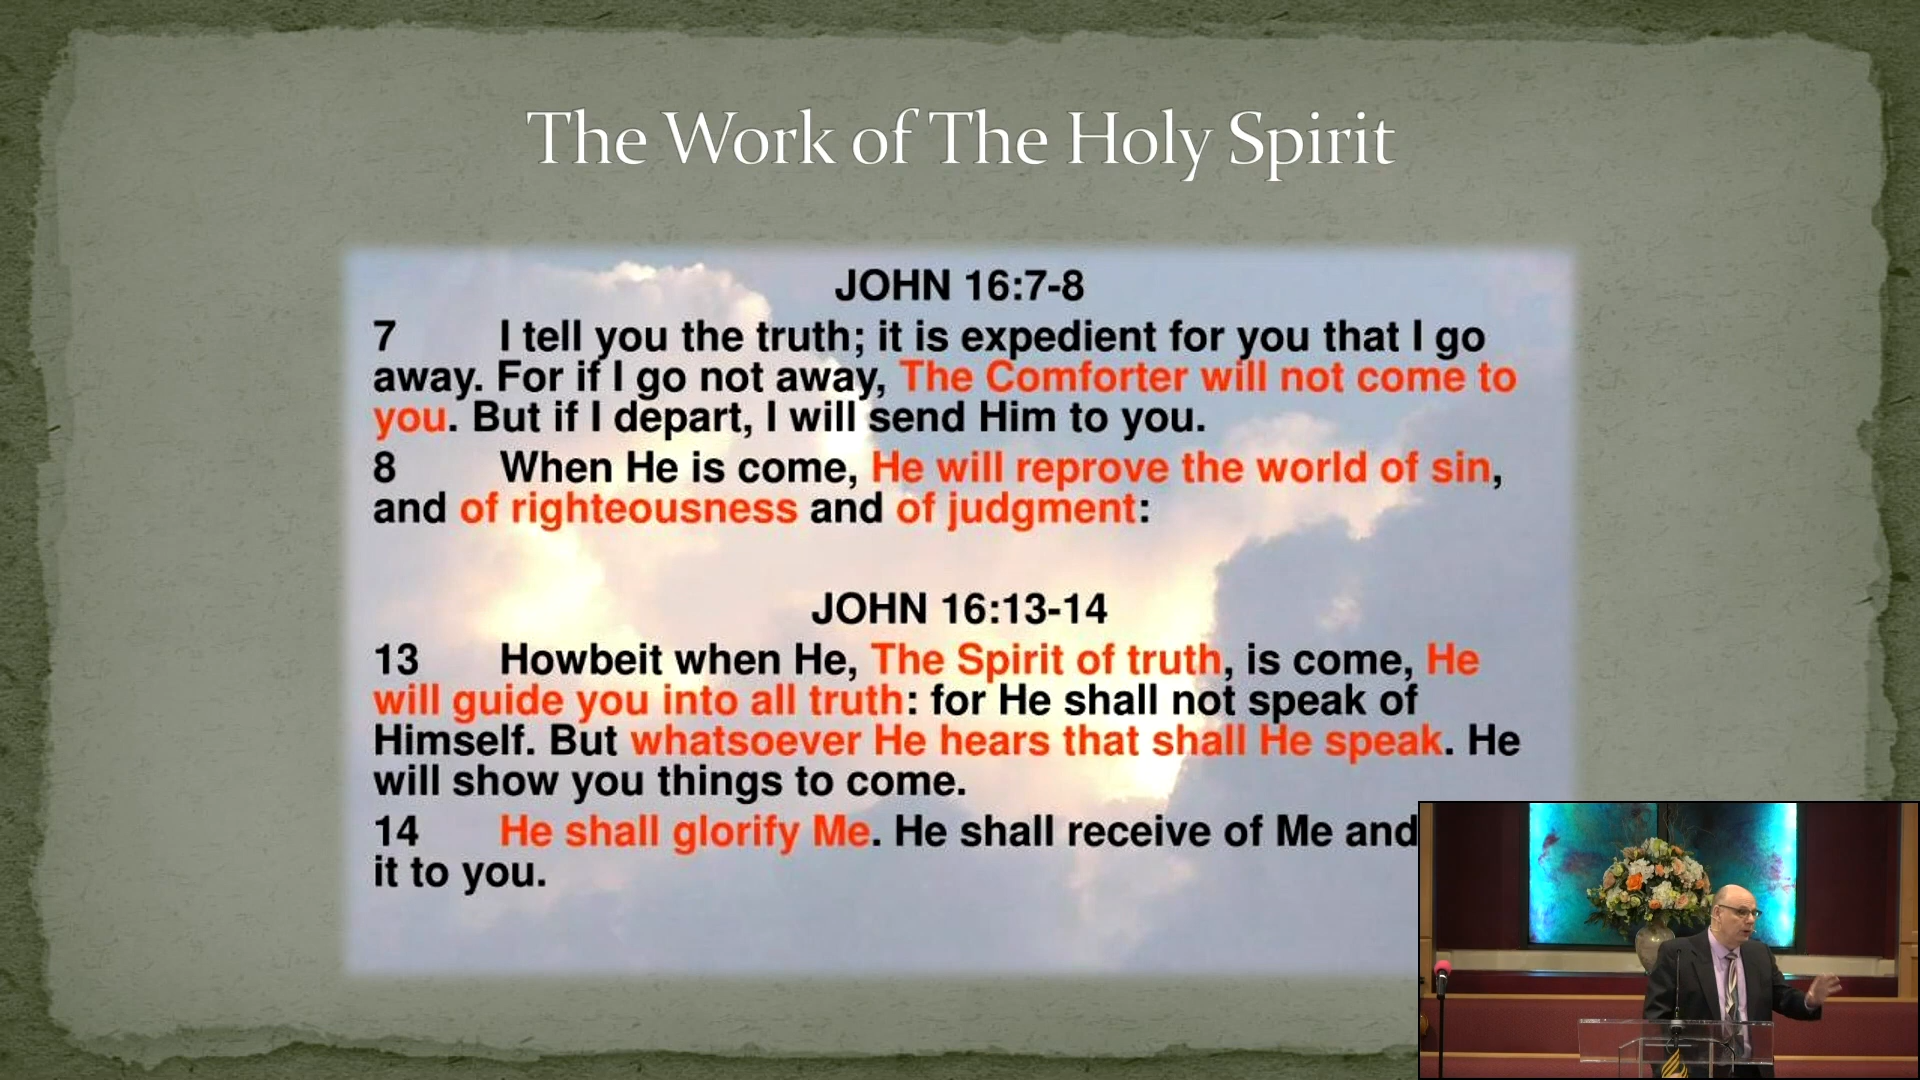 The Work of The Holy Spirit
JOHN 16:7-8
7 I tell you the truth; it is expedient for you that I go
away. For if I go not away, The Comforter will not come to
you. But if I depart, I will send Him to you.
8 When He is come, He will reprove the world of sin,
and of righteousness and of judgment:
JOHN 16:13-14
13 Howbeit when He, The Spirit of truth, is come, He
will guide you into all truth: for He shall not speak of
Himself. But whatsoever He hears that shall He speak. He
will show you things to come.
14 He shall glorify Me. He shall receive of Me and
it to you.